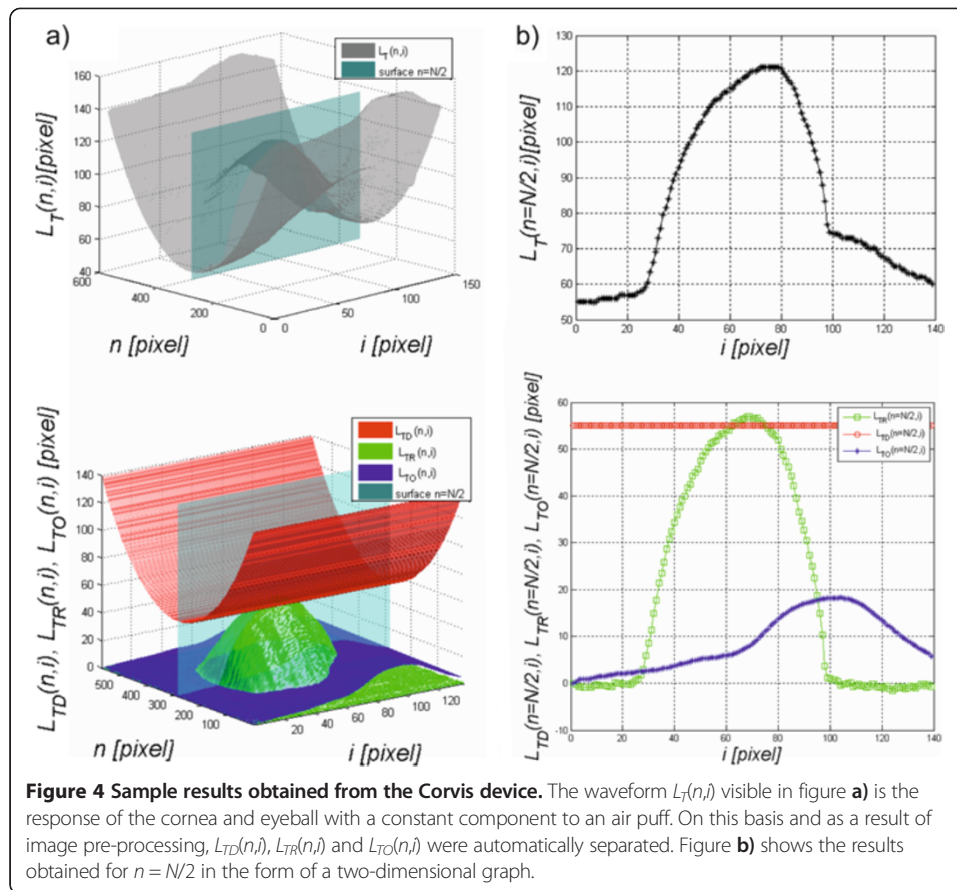 a)
L_T(n,i)
surface n=N/2
L_T(n,i)[pixel]
160
140
120
100
80
60
40
600
400
200
0
0
50
100
150
n [pixel]
i [pixel]
b)
L_T(n=N/2,i)[pixel]
130
120
110
100
90
80
70
60
50
0
20
40
60
80
100
120
140
i [pixel]
L_TD(n,i), L_TR(n,i), L_TO(n,i) [pixel]
L_TD(n,i)
L_TR(n,i)
L_TO(n,i)
surface n=N/2
140
120
100
80
60
40
20
0
500
400
300
200
100
20
40
60
80
100
120
n [pixel]
i [pixel]
L_TD(n=N/2,i), L_TR(n=N/2,i), L_TO(n=N/2,i) [pixel]
L_TR(n=N/2,i)
L_TD(n=N/2,i)
L_TO(n=N/2,i)
60
50
40
30
20
10
0
-10
0
20
40
60
80
100
120
140
i [pixel]
Figure 4 Sample results obtained from the Corvis device. The waveform L_T(n,i) visible in figure a) is the
response of the cornea and eyeball with a constant component to an air puff. On this basis and as a result of
image pre-processing, L_TD(n,i), L_TR(n,i) and L_TO(n,i) were automatically separated. Figure b) shows the results
obtained for n = N/2 in the form of a two-dimensional graph.